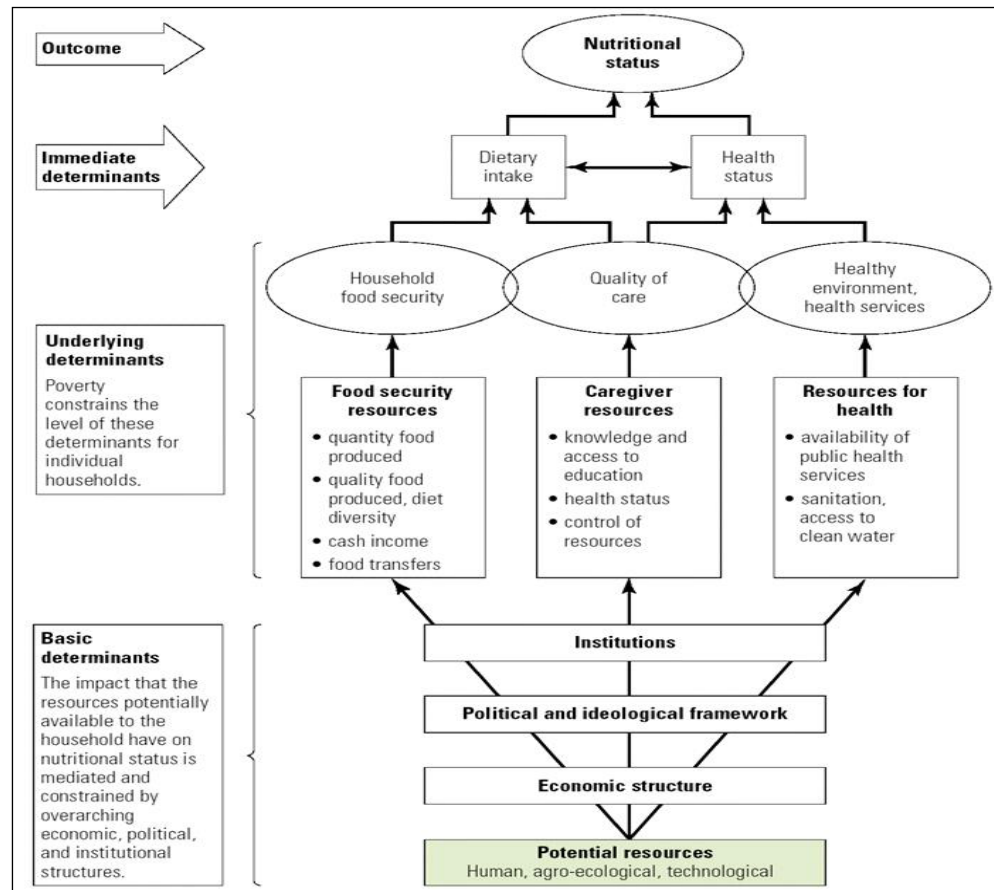 Outcome
Nutritional
status
Immediate
determinants
Dietary
intake
Health
status
Household
food security
Quality of
care
Healthy
environment,
health services
Underlying
determinants
Poverty
constrains the
level of these
determinants for
individual
households.
Food security
resources
• quantity food
produced
• quality food
produced, diet
diversity
• cash income
• food transfers
Caregiver
resources
• knowledge and
access to
education
• health status
• control of
resources
Resources for
health
• availability of
public health
services
• sanitation,
access to
clean water
Basic
determinants
The impact that the
resources potentially
available to the
household have on
nutritional status is
mediated and
constrained by
overarching
economic, political,
and institutional
structures.
Institutions
Political and ideological framework
Economic structure
Potential resources
Human, agro-ecological, technological